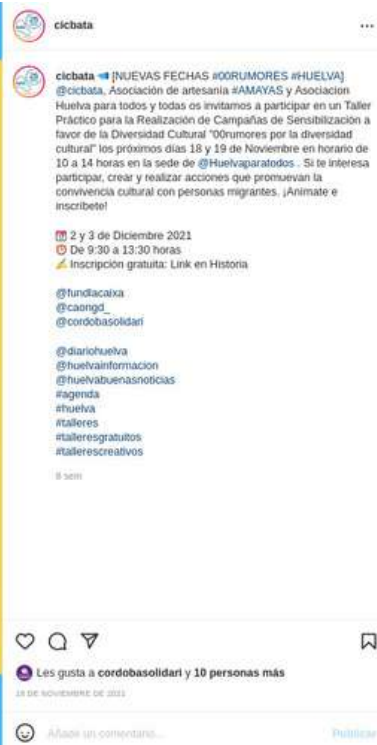 cicbata
cicbata 📢 [NUEVAS FECHAS #00RUMORES #HUELVA]
@cicbata, Asociación de artesanía #AMAYAS y Asociacion
Huelva para todos y todas os invitamos a participar en un Taller
Práctico para la Realización de Campañas de Sensibilización a
favor de la Diversidad Cultural "00rumores por la diversidad
cultural" los próximos días 18 y 19 de Noviembre en horario de
10 a 14 horas en la sede de @Huelvaparatodos . Si te interesa
participar, crear y realizar acciones que promuevan la
convivencia cultural con personas migrantes. ¡Animate e
inscríbete!
📅 2 y 3 de Diciembre 2021
⏰ De 9:30 a 13:30 horas
✍ Inscripción gratuita: Link en Historia
@fundlacaixa
@caongd_
@cordobasolidari
@diariohuelva
@huelvainformacion
@huelvabuenasnoticias
#agenda
#huelva
#talleres
#talleresgratuitos
#tallerescreativos
8 sem
Les gusta a cordobasolidari y 10 personas más
18 DE NOVIEMBRE DE 2021
Añade un comentario...
Publicar